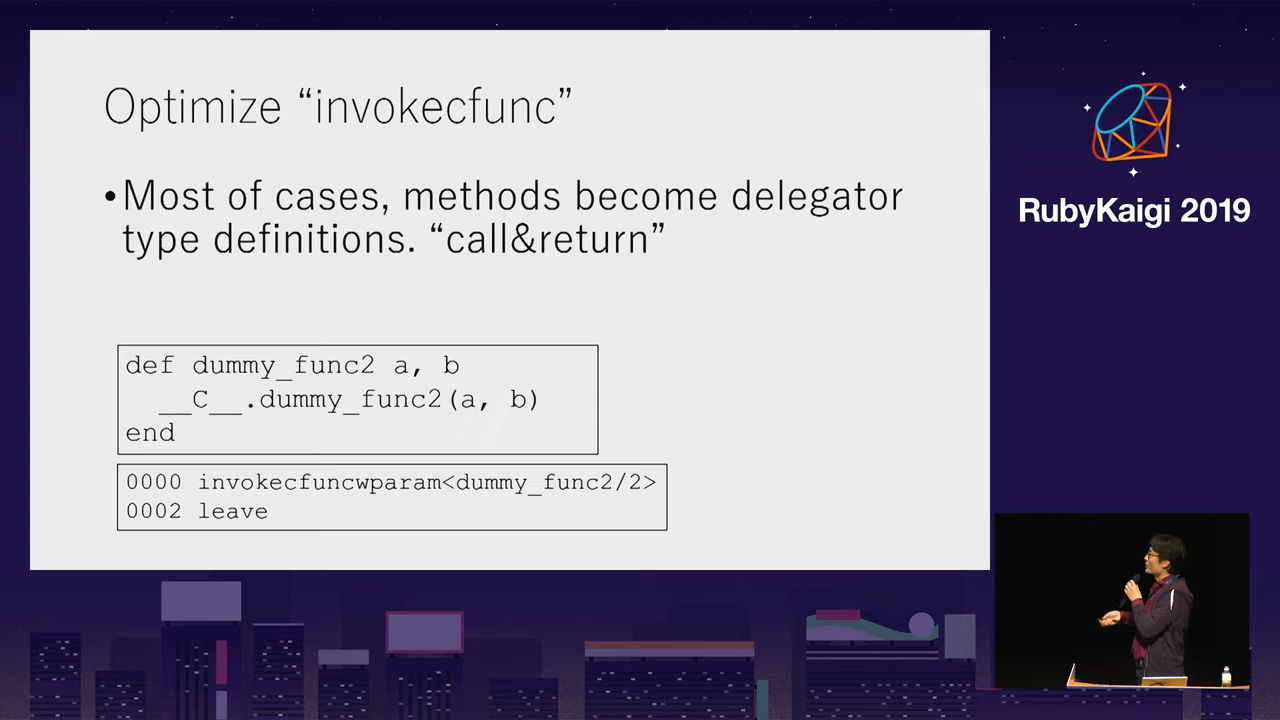 Optimize “invokecfunc”
•Most of cases, methods become delegator
type definitions. “call&return”
def dummy_func2 a, b
__C__.dummy_func2(a, b)
end
0000 invokecfuncwparam<dummy_func2/2>
0002 leave
RubyKaigi 2019